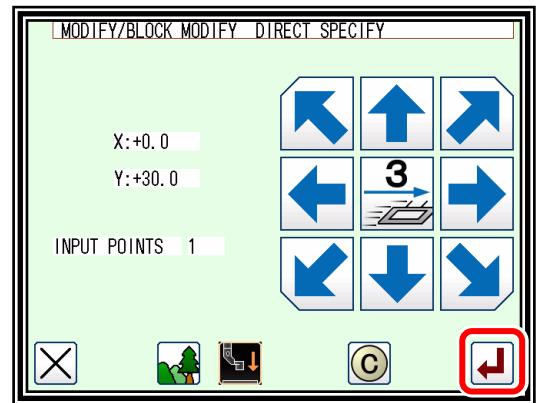 MODIFY/BLOCK MODIFY DIRECT SPECIFY
X:+0.0
3
Y:+30.0
INPUT POINTS 1
C